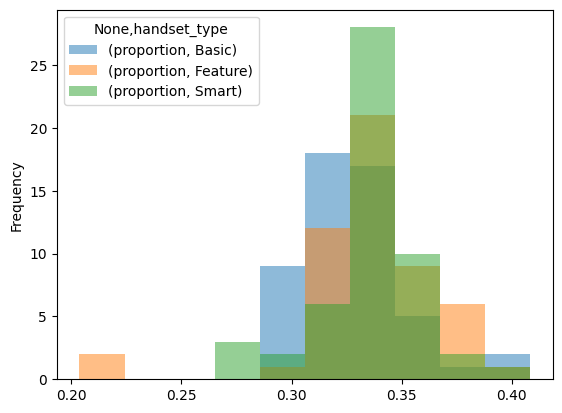 None,handset_type
(proportion, Basic)
(proportion, Feature)
(proportion, Smart)
Frequency
25
20
15
10
5
0
0.20 0.25 0.30 0.35 0.40